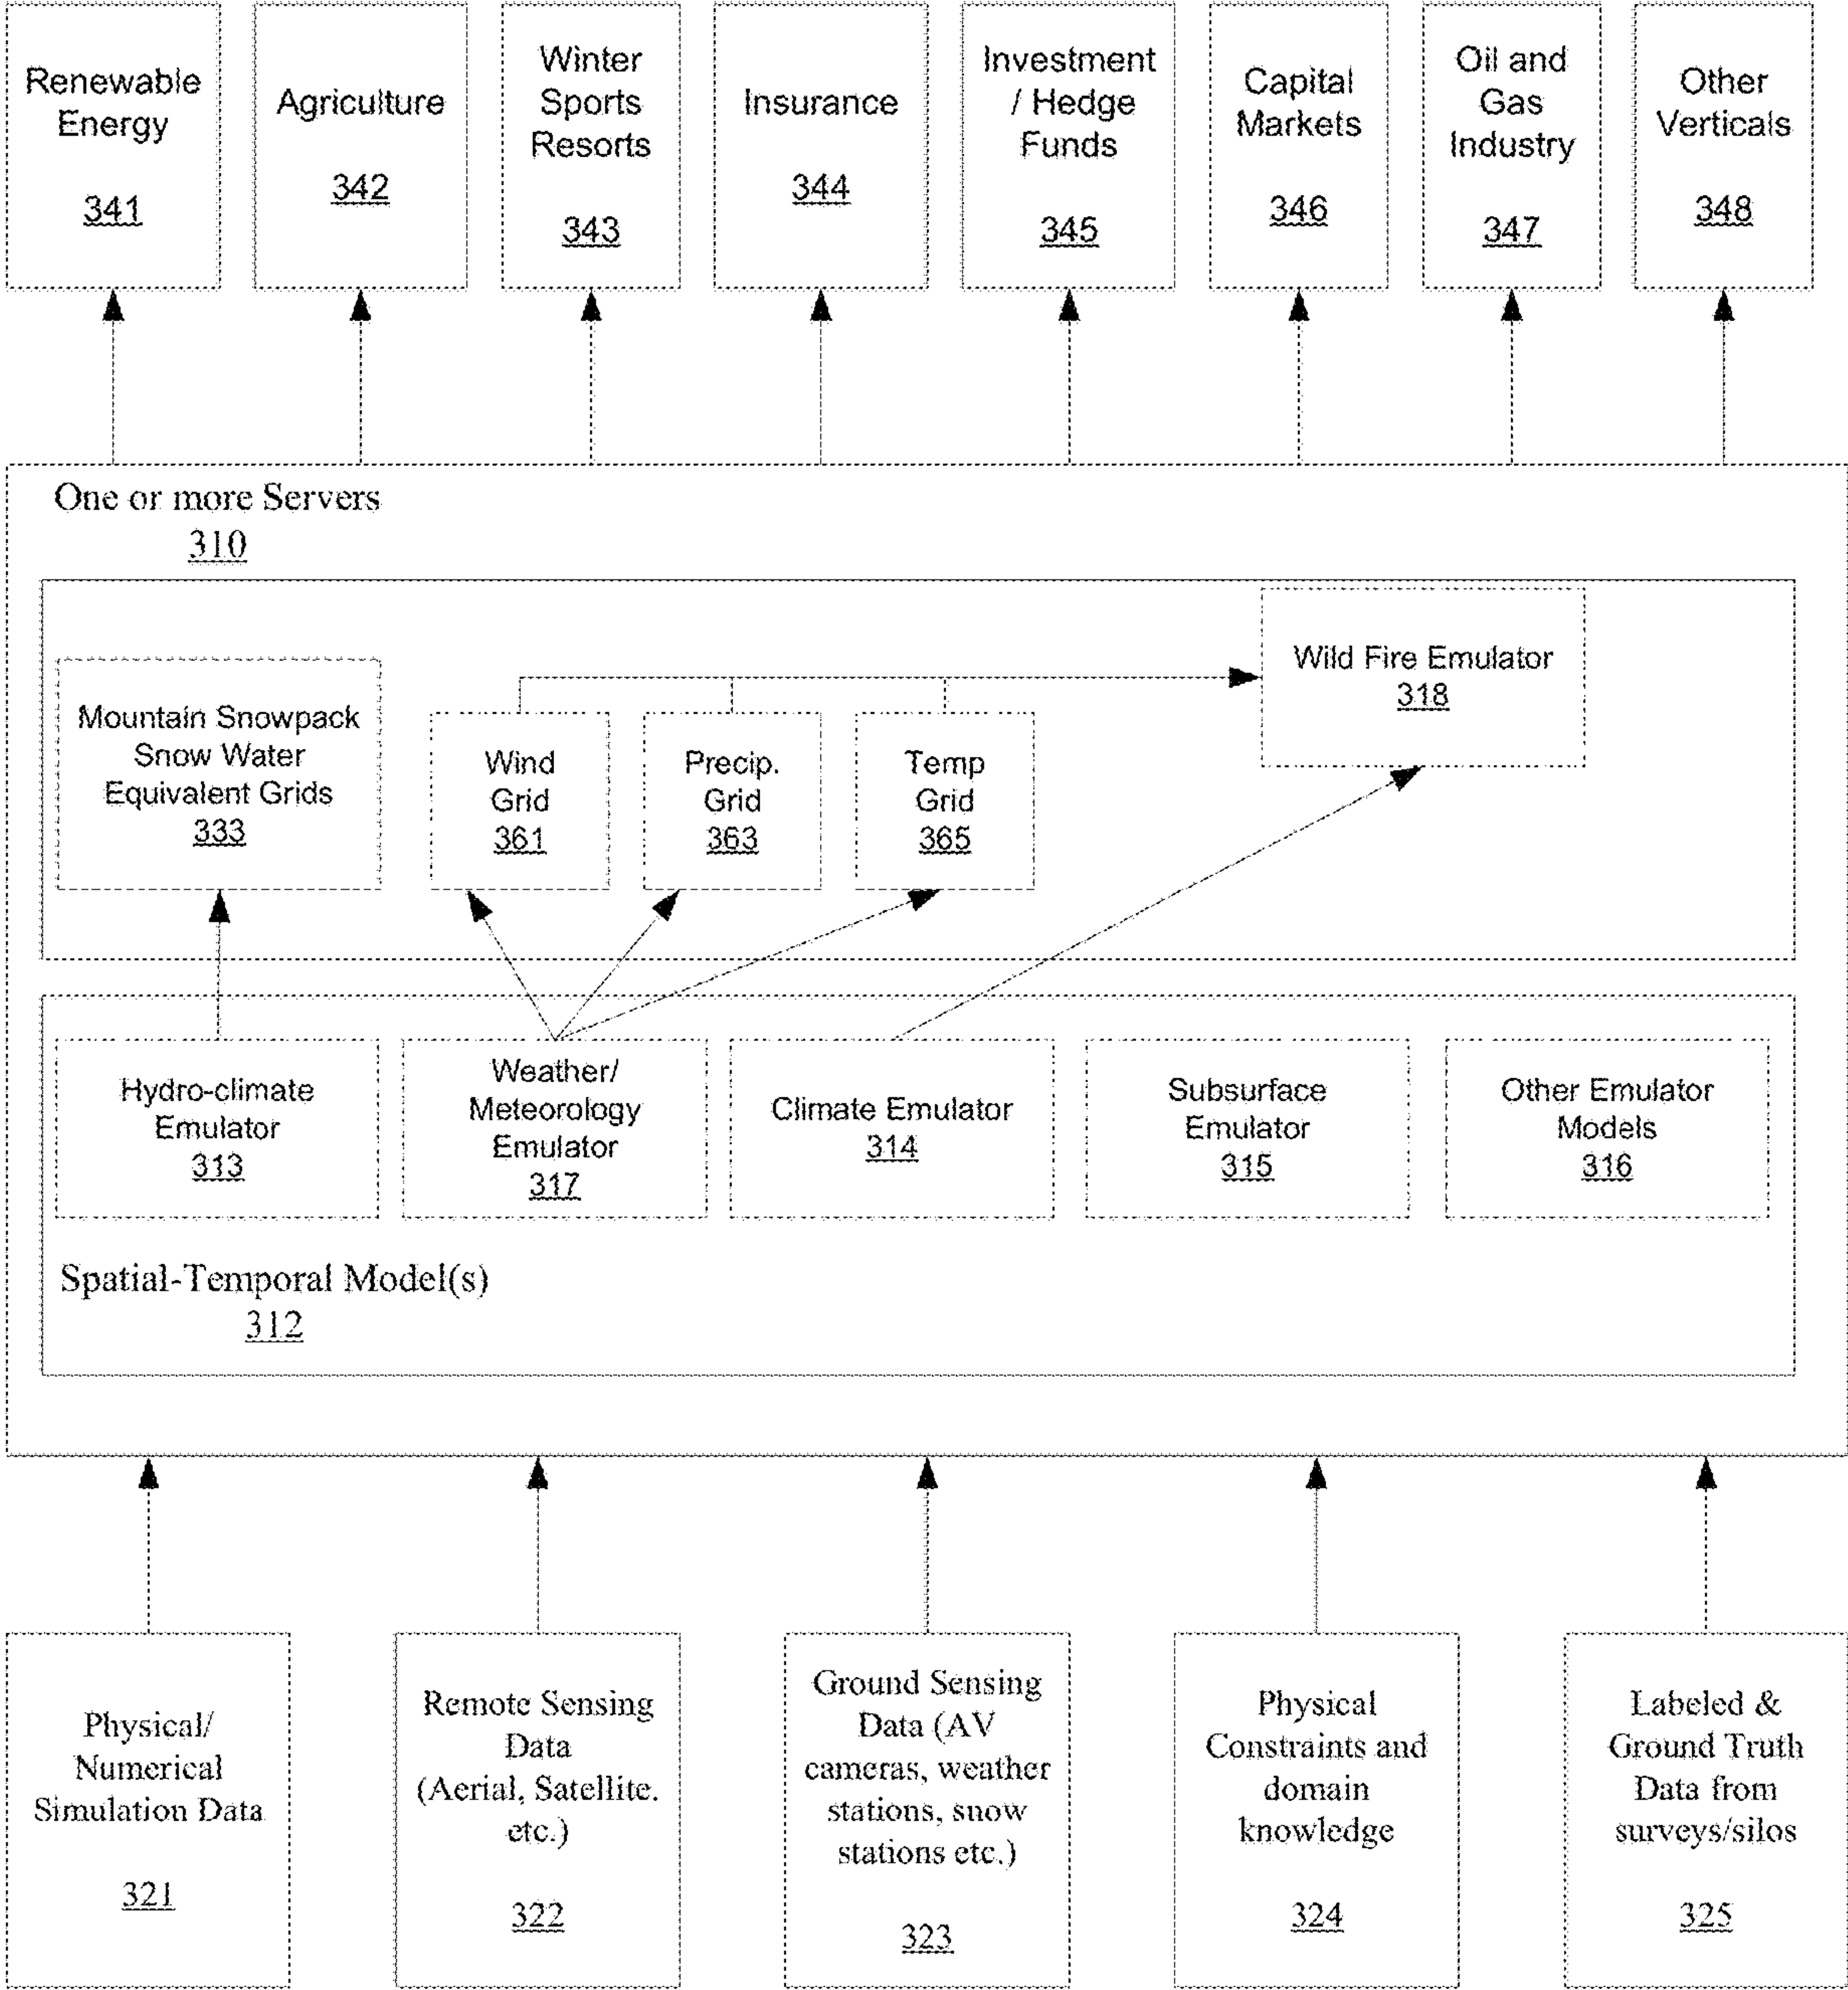 Renewable
Energy
341
Agriculture
342
Winter
Sports
Resorts
343
Insurance
344
Investment
/ Hedge
Funds
345
Capital
Markets
346
Oil and
Gas
Industry
347
Other
Verticals
348
One or more Servers
310
Mountain Snowpack
Snow Water
Equivalent Grids
333
Wind
Grid
361
Precip.
Grid
363
Temp
Grid
365
Wild Fire Emulator
318
Hydro-climate
Emulator
313
Weather/
Meteorology
Emulator
317
Climate Emulator
314
Subsurface
Emulator
315
Other Emulator
Models
316
Spatial-Temporal Model(s)
312
Physical/
Numerical
Simulation Data
321
Remote Sensing
Data
(Aerial, Satellite.
etc.)
322
Ground Sensing
Data (AV
cameras, weather
stations, snow
stations etc.)
323
Physical
Constraints and
domain
knowledge
324
Labeled &
Ground Truth
Data from
surveys/silos
325